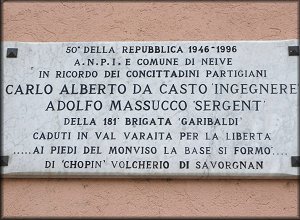 50° DELLA REPUBBLICA 1946-1996
A.N.P.I. E COMUNE DI NEIVE
IN RICORDO DEI CONCITTADINI PARTIGIANI
CARLO ALBERTO DA CASTO 'INGEGNERE'
ADOLFO MASSUCCO 'SERGENT'
DELLA 181ª BRIGATA 'GARIBALDI'
CADUTI IN VAL VARAITA PER LA LIBERTA'
.....AI PIEDI DEL MONVISO LA BASE SI FORMÒ.....
DI 'CHOPIN' VOLCHERIO DI SAVORGNAN